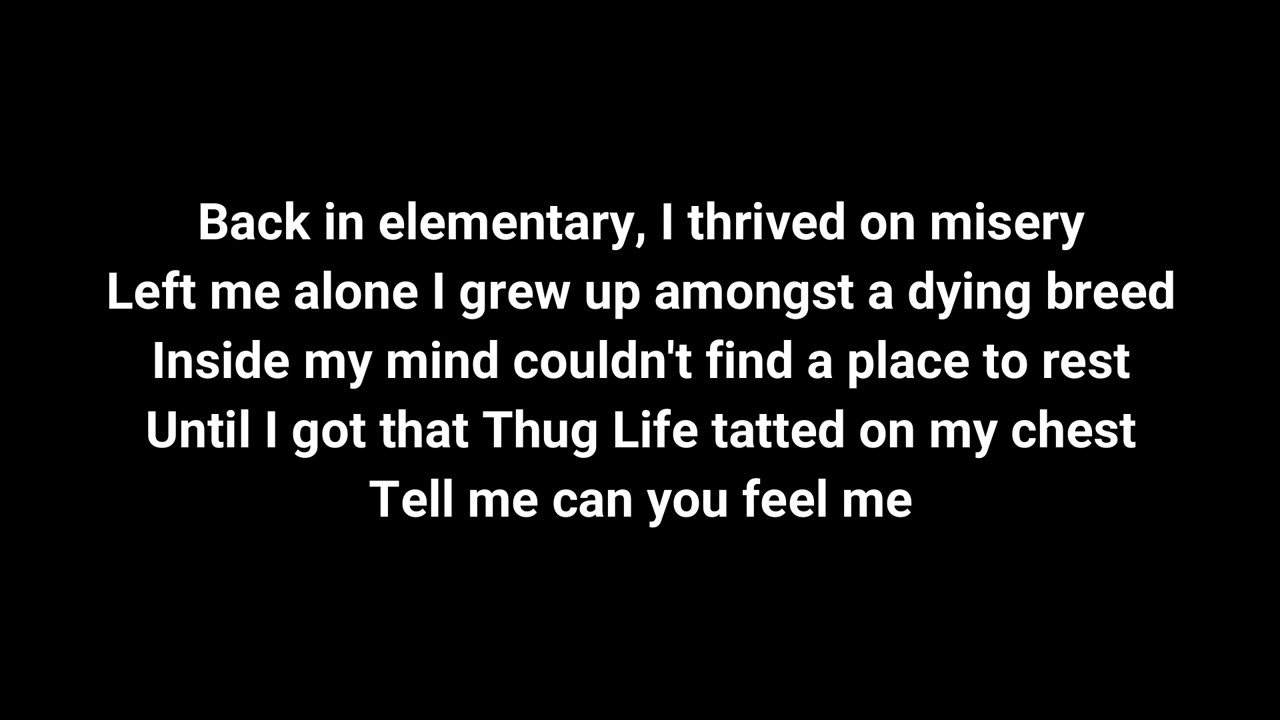 Back in elementary, I thrived on misery
Left me alone I grew up amongst a dying breed
Inside my mind couldn't find a place to rest
Until I got that Thug Life tatted on my chest
Tell me can you feel me